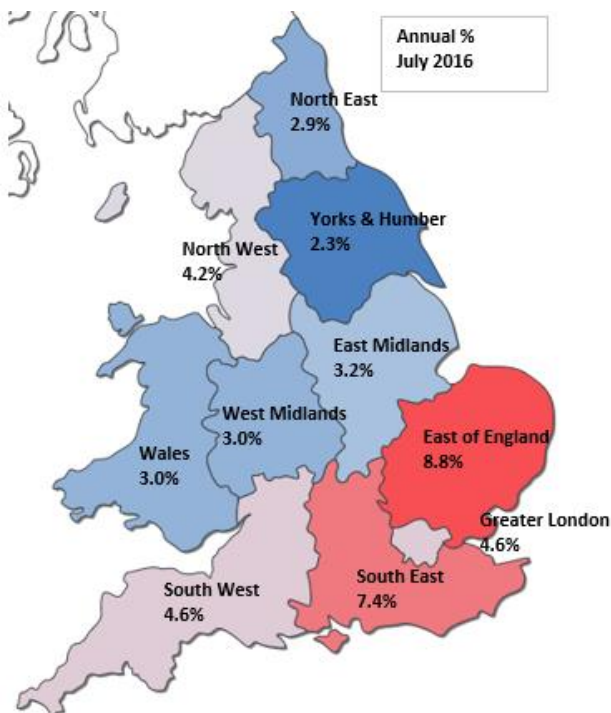 Annual %
July 2016
North East
2.9%
Yorks & Humber
2.3%
North West
4.2%
East Midlands
3.2%
West Midlands
3.0%
Wales
3.0%
East of England
8.8%
Greater London
4.6%
South West
4.6%
South East
7.4%